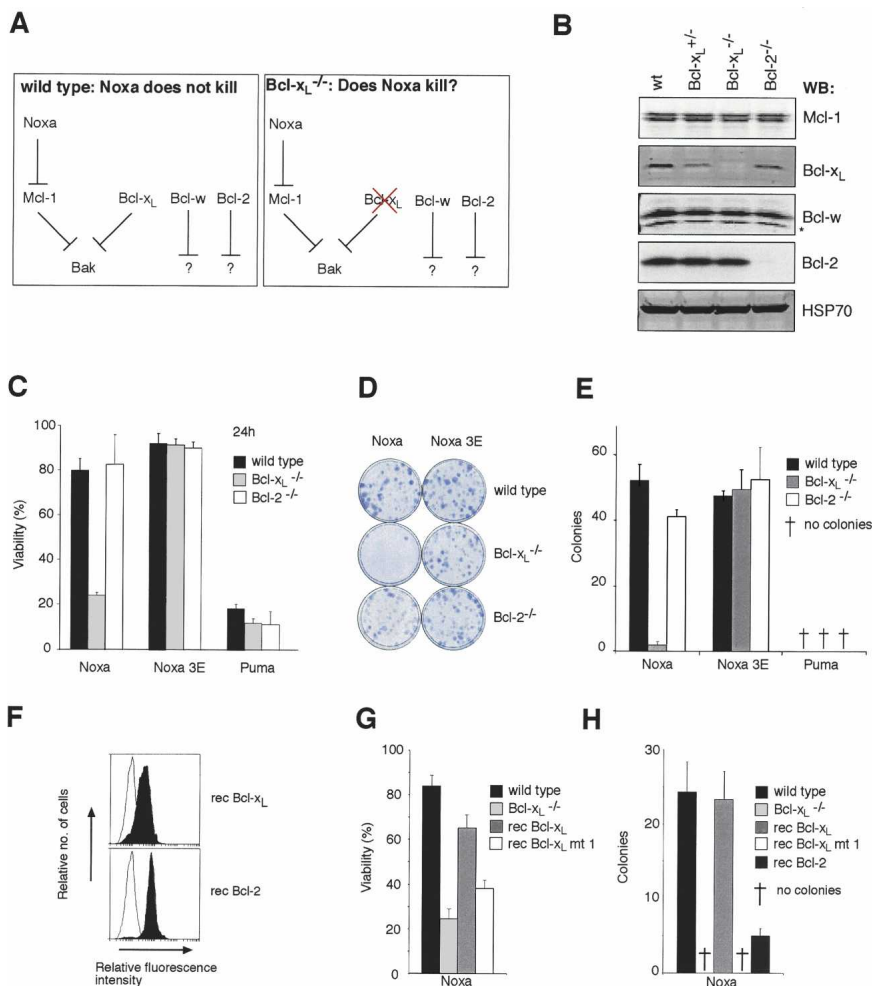 A
wild type: Noxa does not kill
Noxa
Mcl-1
Bcl-xL
Bcl-w
Bcl-2
Bak
?
?
Bcl-xL-/-: Does Noxa kill?
Noxa
Mcl-1
Bcl-xL
Bcl-w
Bcl-2
Bak
?
?
B
wt
Bcl-xL+/-
Bcl-xL-/-
Bcl-2-/-
WB:
Mcl-1
Bcl-xL
Bcl-w
*
Bcl-2
HSP70
C
Viability (%)
100
80
60
40
20
0
24h
wild type
Bcl-xL -/-
Bcl-2 -/-
Noxa
Noxa 3E
Puma
D
Noxa
Noxa 3E
wild type
Bcl-xL-/-
Bcl-2-/-
E
Colonies
60
40
20
0
wild type
Bcl-xL -/-
Bcl-2 -/-
† no colonies
† † †
Noxa
Noxa 3E
Puma
F
Relative no. of cells
rec Bcl-xL
rec Bcl-2
Relative fluorescence
intensity
G
Viability (%)
100
80
60
40
20
0
wild type
Bcl-xL -/-
rec Bcl-xL
rec Bcl-xL mt 1
Noxa
H
Colonies
30
20
10
0
wild type
Bcl-xL -/-
rec Bcl-xL
rec Bcl-xL mt 1
rec Bcl-2
† no colonies
† †
Noxa